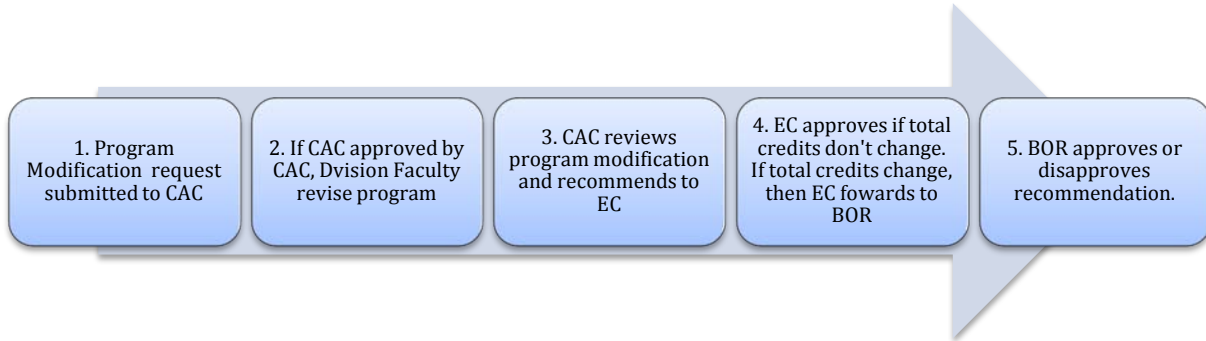 1. Program
Modification request
submitted to CAC
2. If CAC approved by
CAC, Dvision Faculty
revise program
3. CAC reviews
program modification
and recommends to
EC
4. EC approves if total
credits don't change.
If total credits change,
then EC fowards to
BOR
5. BOR approves or
disapproves
recommendation.